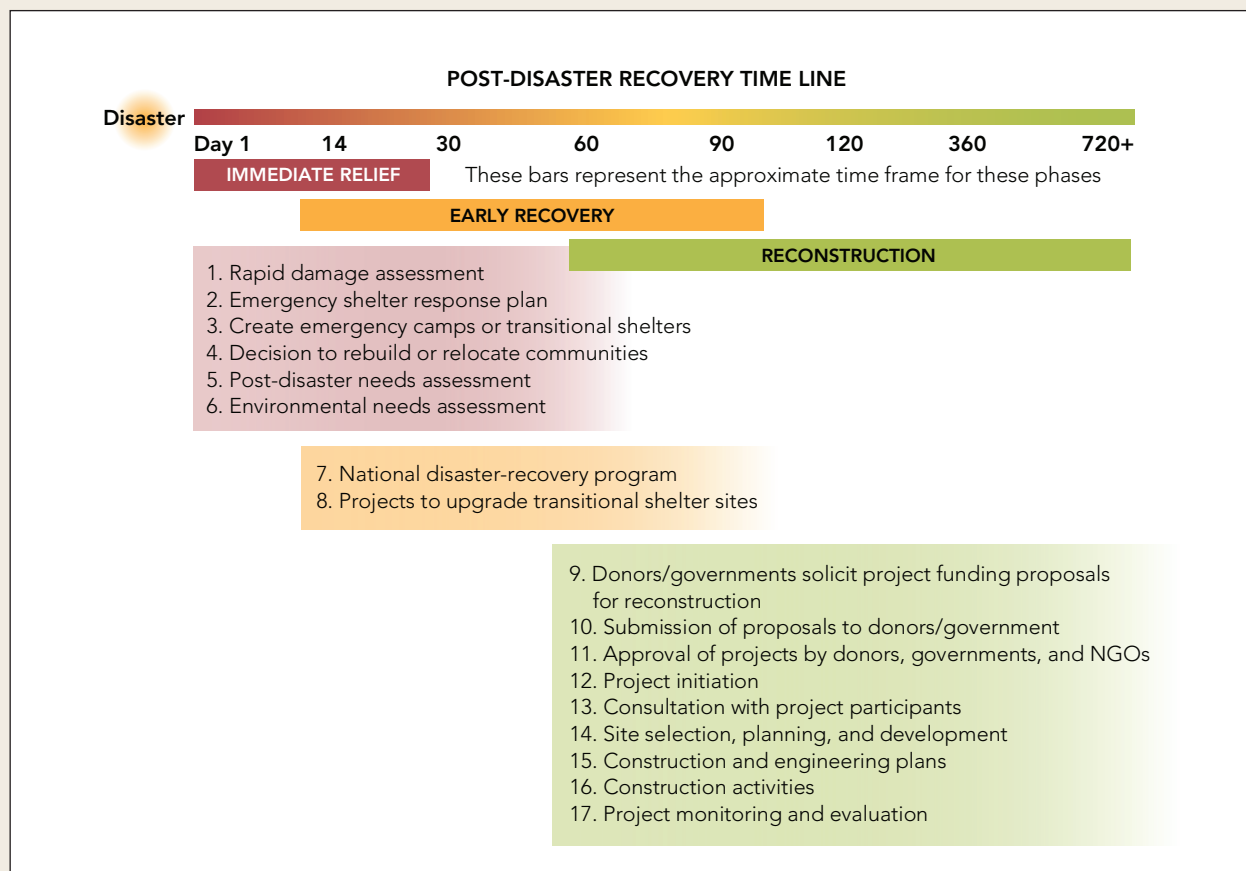 POST-DISASTER RECOVERY TIME LINE
Disaster
Day 1 14 30 60 90 120 360 720+
IMMEDIATE RELIEF These bars represent the approximate time frame for these phases
EARLY RECOVERY
RECONSTRUCTION
1. Rapid damage assessment
2. Emergency shelter response plan
3. Create emergency camps or transitional shelters
4. Decision to rebuild or relocate communities
5. Post-disaster needs assessment
6. Environmental needs assessment
7. National disaster-recovery program
8. Projects to upgrade transitional shelter sites
9. Donors/governments solicit project funding proposals
for reconstruction
10. Submission of proposals to donors/government
11. Approval of projects by donors, governments, and NGOs
12. Project initiation
13. Consultation with project participants
14. Site selection, planning, and development
15. Construction and engineering plans
16. Construction activities
17. Project monitoring and evaluation